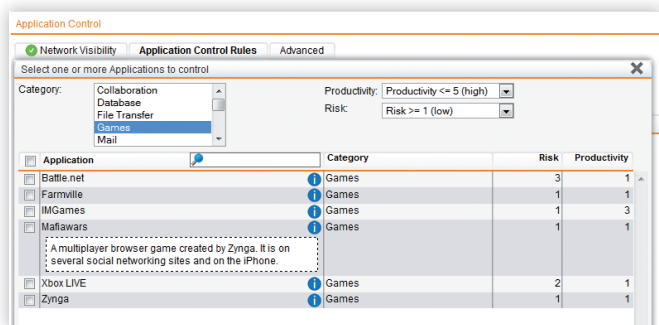 Application Control
Network Visibility Application Control Rules Advanced
Select one or more Applications to control
Category: Collaboration Productivity: Productivity <= 5 (high)
Database Risk: Risk >= 1 (low)
File Transfer
Games
Mail
Application Category Risk Productivity
Battle.net Games 3 1
Farmville Games 1 1
IMGames Games 1 3
Mafiawars Games 1 1
A multiplayer browser game created by Zynga. It is on
several social networking sites and on the iPhone.
Xbox LIVE Games 2 1
Zynga Games 1 1